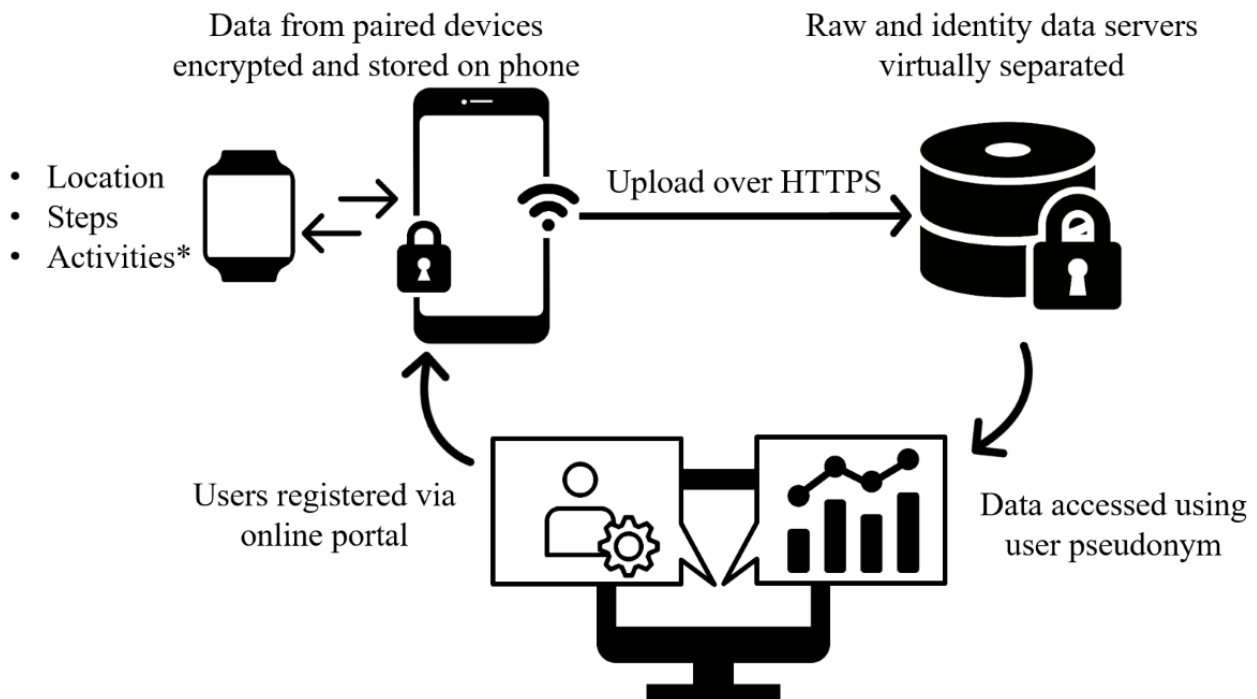 Data from paired devices
encrypted and stored on phone
Raw and identity data servers
virtually separated
• Location
• Steps
• Activities*
Upload over HTTPS
Users registered via
online portal
Data accessed using
user pseudonym